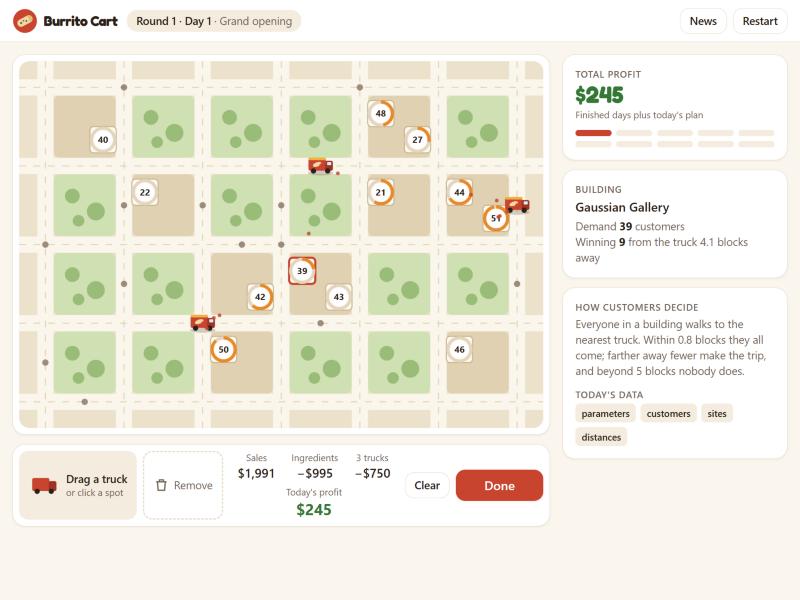 Burrito Cart
Round 1 · Day 1 · Grand opening
News
Restart
48
40
27
22
21
44
51
39
42
43
50
46
Drag a truck
or click a spot
Remove
Sales
$1,991
Ingredients
–$995
3 trucks
–$750
Today's profit
$245
Clear
Done
TOTAL PROFIT
$245
Finished days plus today's plan
BUILDING
Gaussian Gallery
Demand 39 customers
Winning 9 from the truck 4.1 blocks
away
HOW CUSTOMERS DECIDE
Everyone in a building walks to the
nearest truck. Within 0.8 blocks they all
come; farther away fewer make the trip,
and beyond 5 blocks nobody does.
TODAY'S DATA
parameters
customers
sites
distances